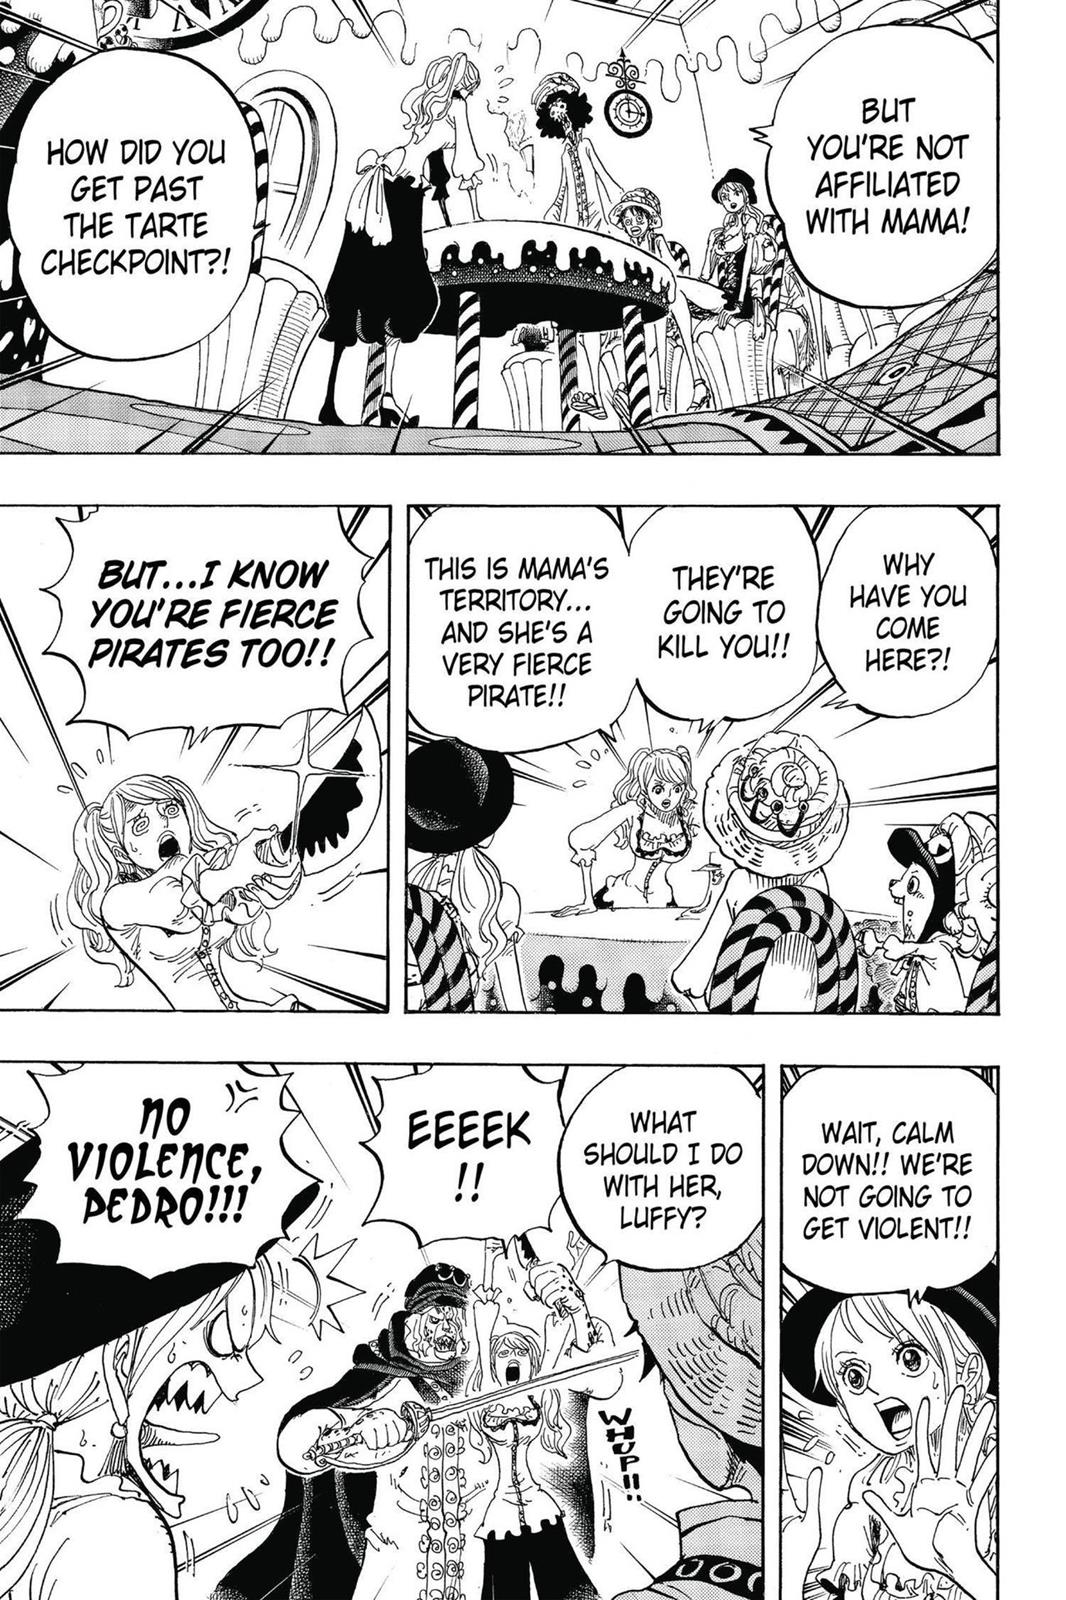 BUT
YOU'RE NOT
AFFILIATED
WITH MAMA!
HOW DID YOU
GET PAST
THE TARTE
CHECKPOINT?!
WHY
HAVE YOU
COME
HERE?!
THEY'RE
GOING TO
KILL YOU!!
THIS IS MAMA'S
TERRITORY...
AND SHE'S A
VERY FIERCE
PIRATE!!
BUT...I KNOW
YOU'RE FIERCE
PIRATES TOO!!
WAIT, CALM
DOWN!! WE'RE
NOT GOING TO
GET VIOLENT!!
WHAT
SHOULD I DO
WITH HER,
LUFFY?
WHUP!!
EEEEK
!!
NO
VIOLENCE,
PEDRO!!!